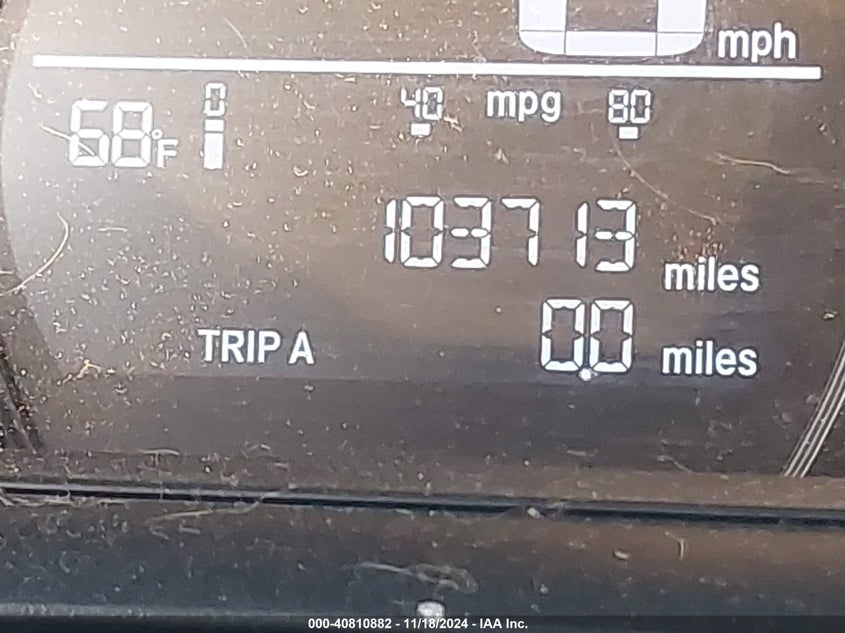 0 mph
68°F 0 40 mpg 80
103713 miles
TRIP A 0.0 miles
000-40810882 - 11/18/2024 - IAA Inc.